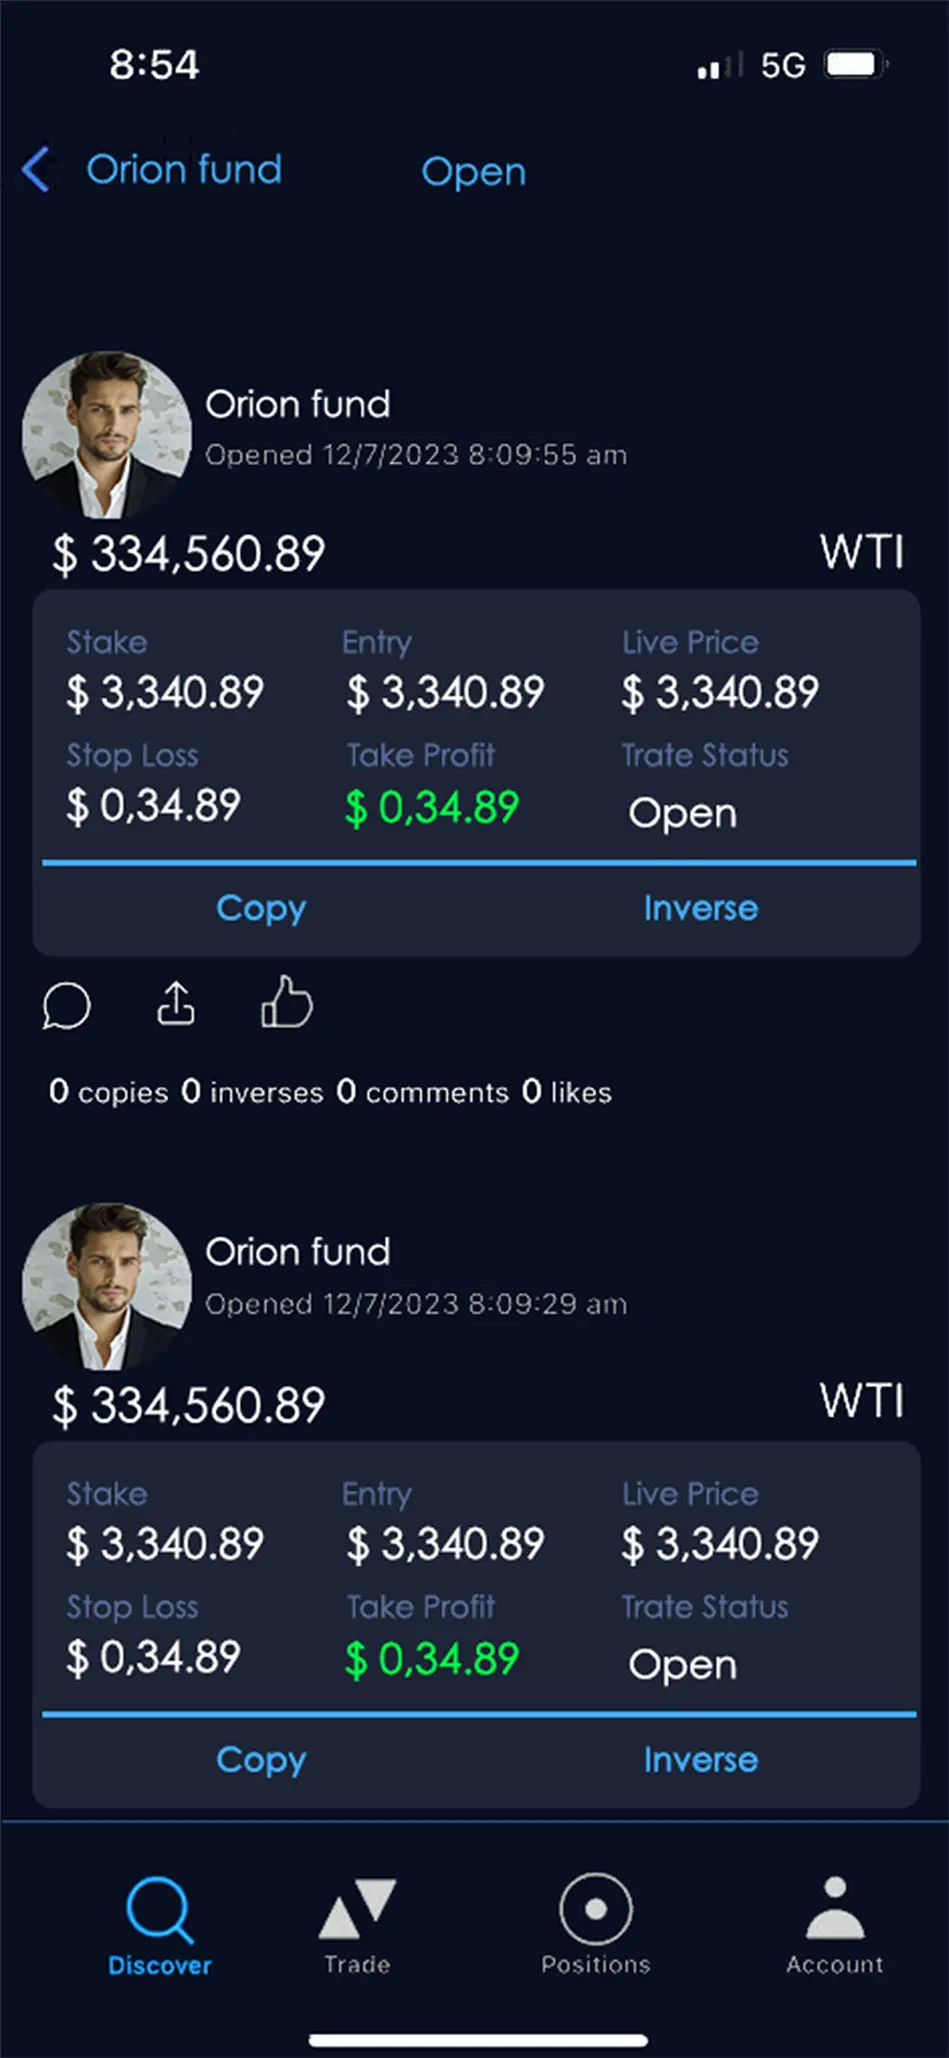 8:54 5G
Orion fund Open
Orion fund
Opened 12/7/2023 8:09:55 am
$ 334,560.89 WTI
Stake Entry Live Price
$ 3,340.89 $ 3,340.89 $ 3,340.89
Stop Loss Take Profit Trate Status
$ 0,34.89 $ 0,34.89 Open
Copy Inverse
0 copies 0 inverses 0 comments 0 likes
Orion fund
Opened 12/7/2023 8:09:29 am
$ 334,560.89 WTI
Stake Entry Live Price
$ 3,340.89 $ 3,340.89 $ 3,340.89
Stop Loss Take Profit Trate Status
$ 0,34.89 $ 0,34.89 Open
Copy Inverse
Discover Trade Positions Account